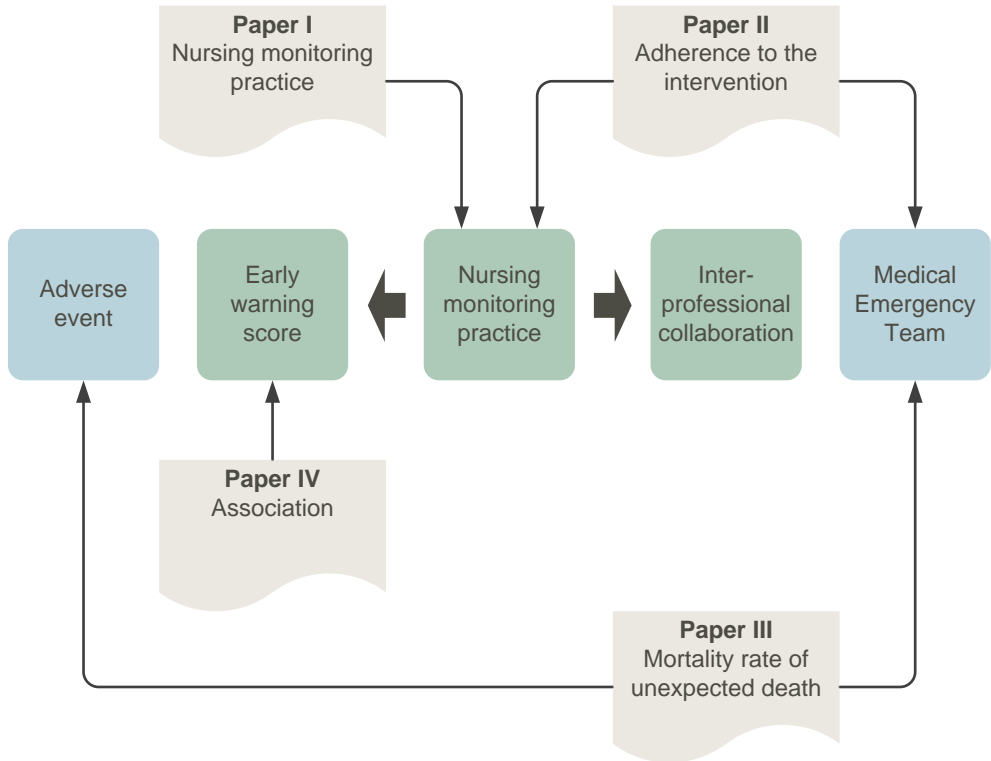 Paper I
Nursing monitoring
practice
Paper II
Adherence to the
intervention
Adverse
event
Early
warning
score
Nursing
monitoring
practice
Inter-
professional
collaboration
Medical
Emergency
Team
Paper IV
Association
Paper III
Mortality rate of
unexpected death